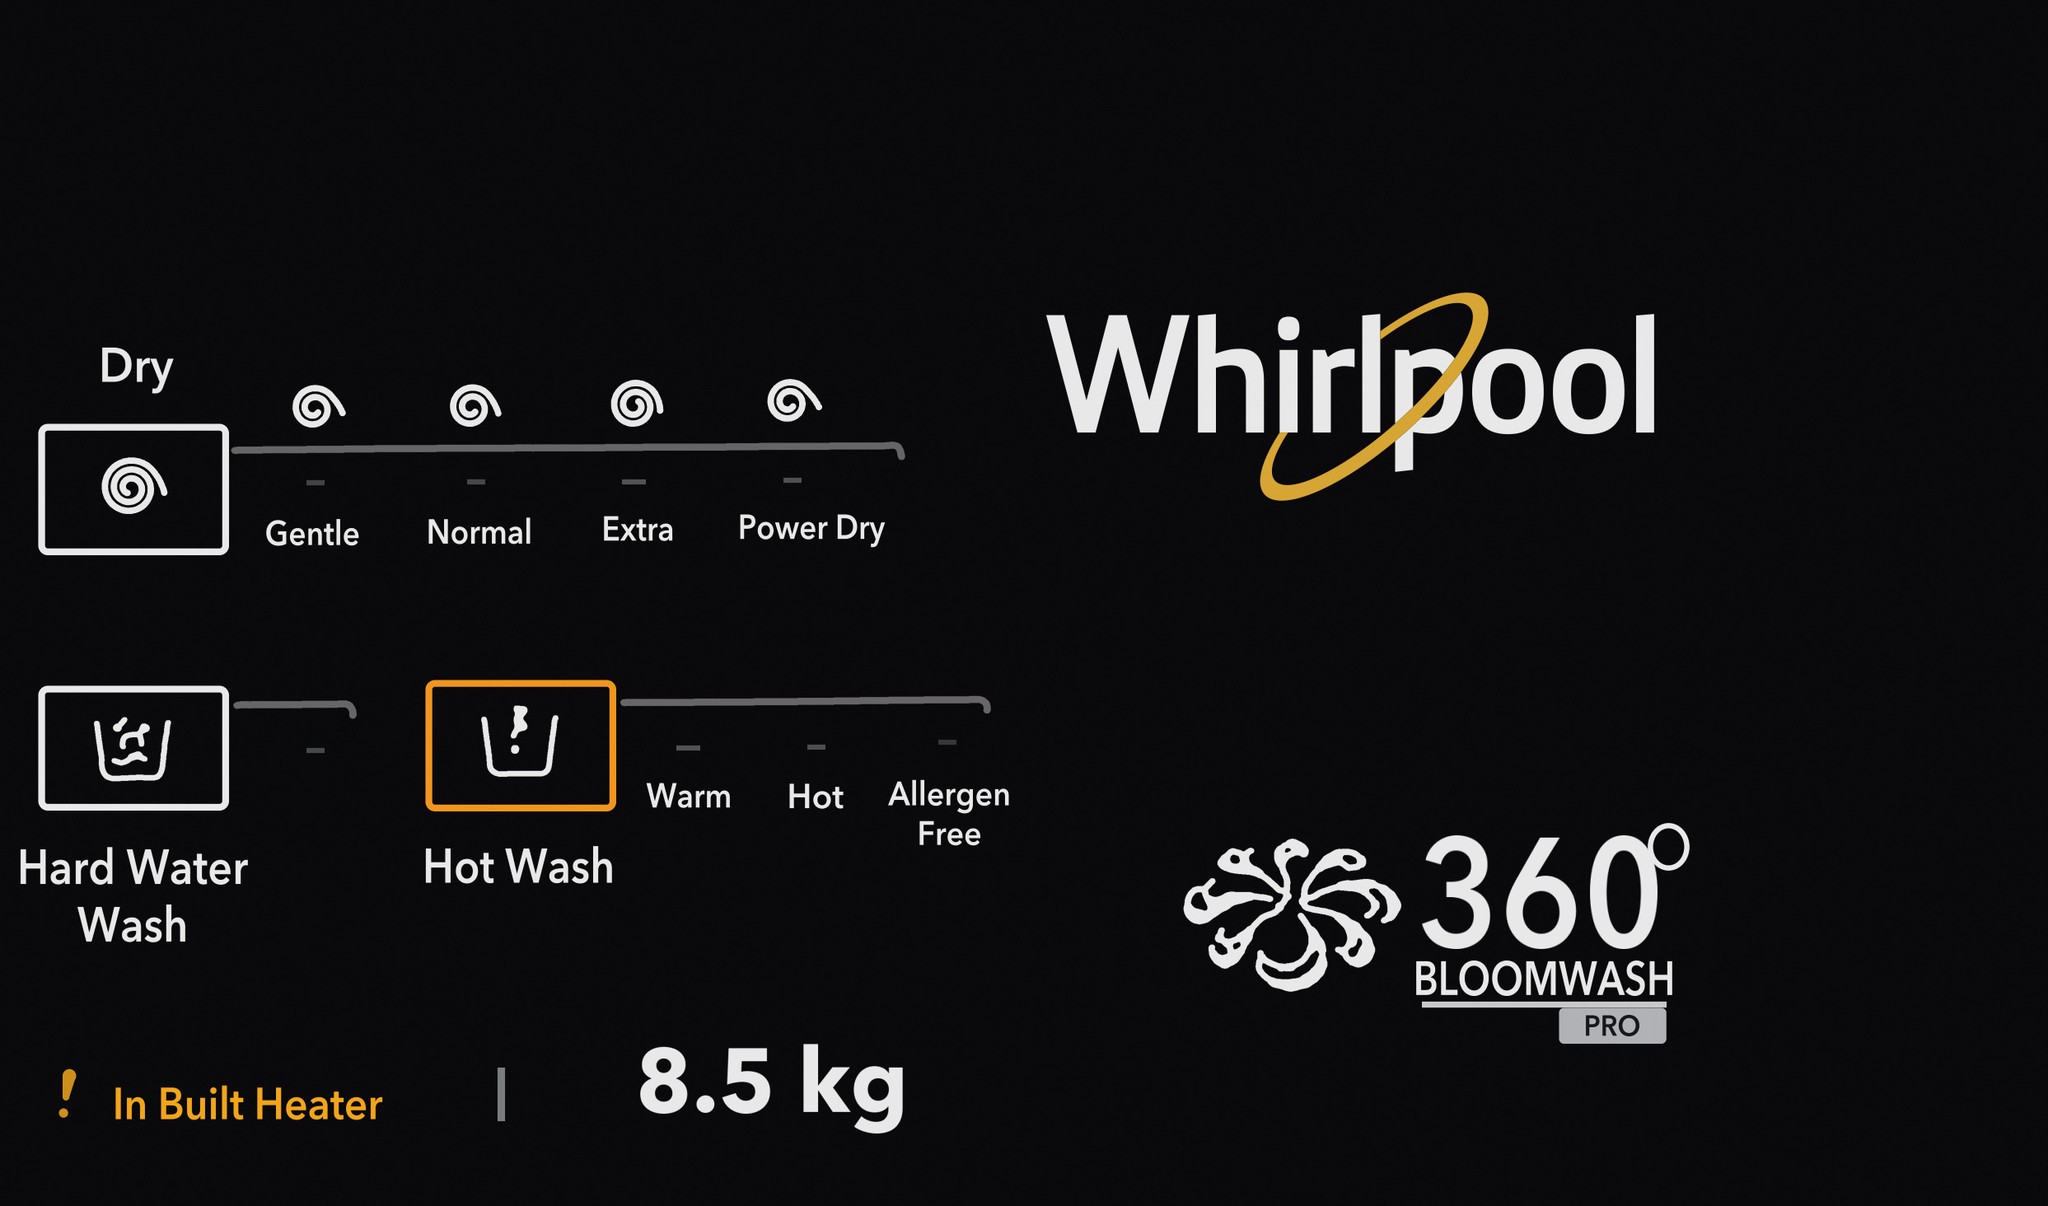 Dry
Gentle Normal Extra Power Dry
Whirlpool
Warm Hot Allergen
Free
Hard Water
Wash
Hot Wash
360°
BLOOMWASH
PRO
In Built Heater | 8.5 kg